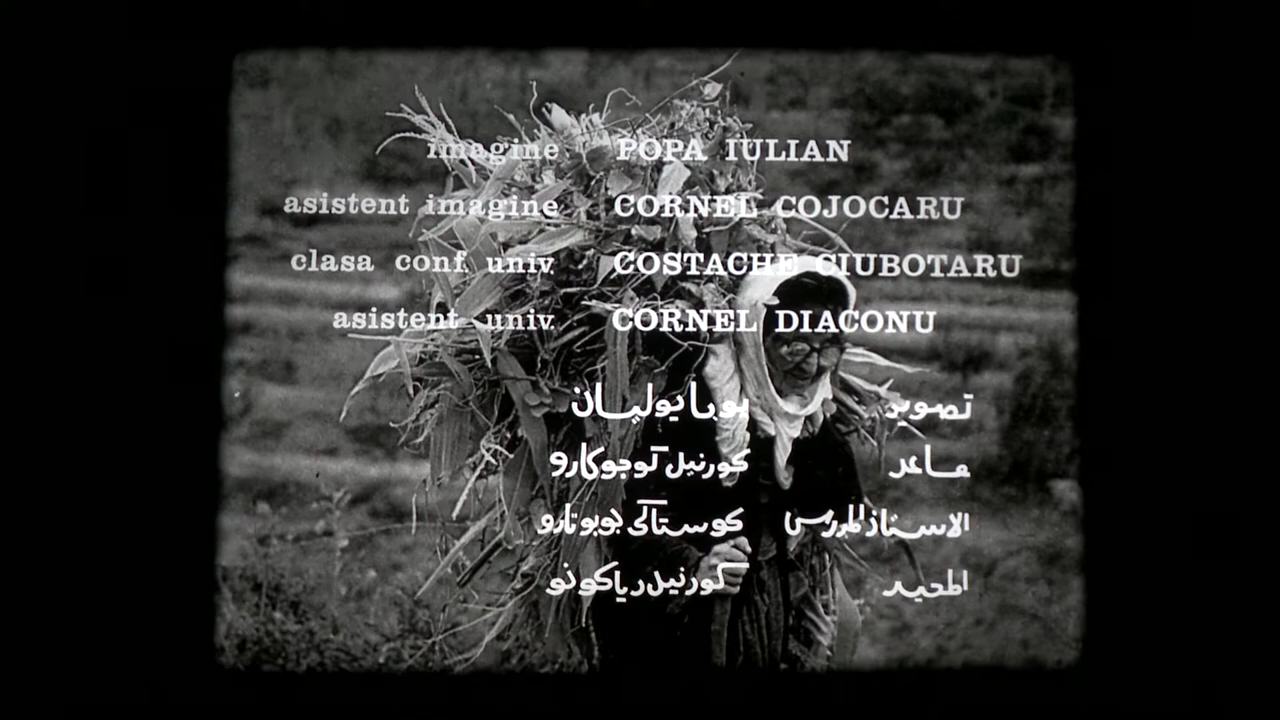 imagine POPA IULIAN
asistent imagine CORNEL COJOCARU
clasa conf. univ. COSTACHE CIUBOTARU
asistent univ. CORNEL DIACONU
تصوير بوبا يوليان
كورنيل كوجوكارو
الاستاذ المدرس كوستاكي جوبوتارو
المعيد كورنيل دياكونو